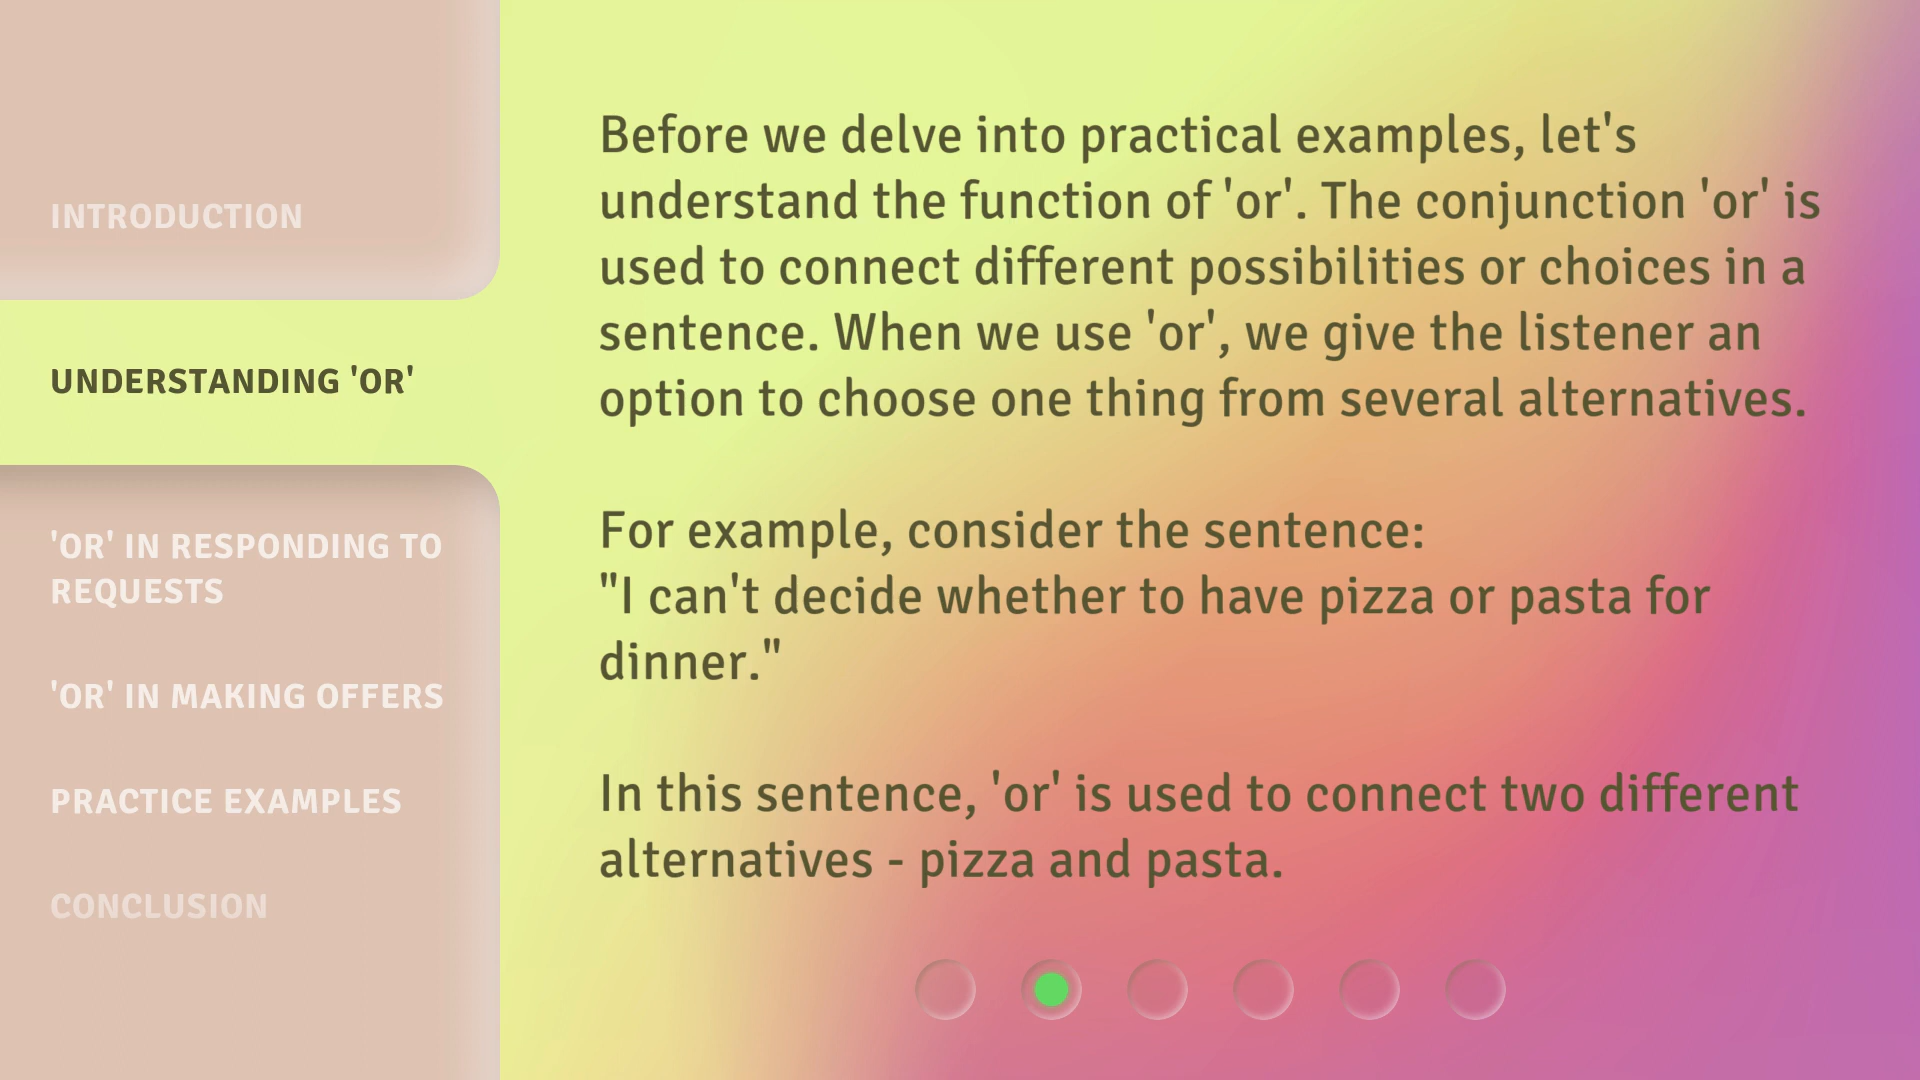 INTRODUCTION
UNDERSTANDING 'OR'
'OR' IN RESPONDING TO
REQUESTS
'OR' IN MAKING OFFERS
PRACTICE EXAMPLES
CONCLUSION
Before we delve into practical examples, let's
understand the function of 'or'. The conjunction 'or' is
used to connect different possibilities or choices in a
sentence. When we use 'or', we give the listener an
option to choose one thing from several alternatives.
For example, consider the sentence:
"I can't decide whether to have pizza or pasta for
dinner."
In this sentence, 'or' is used to connect two different
alternatives - pizza and pasta.